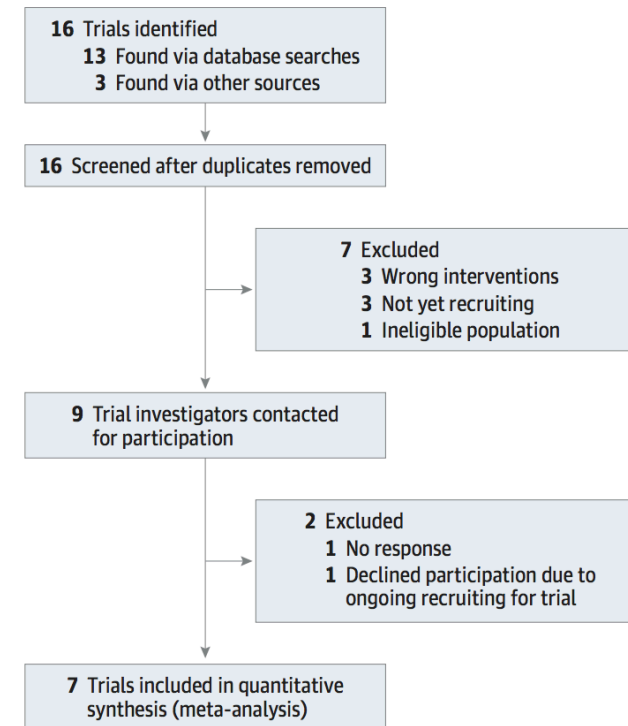 16 Trials identified
13 Found via database searches
3 Found via other sources
16 Screened after duplicates removed
7 Excluded
3 Wrong interventions
3 Not yet recruiting
1 Ineligible population
9 Trial investigators contacted
for participation
2 Excluded
1 No response
1 Declined participation due to
ongoing recruiting for trial
7 Trials included in quantitative
synthesis (meta-analysis)